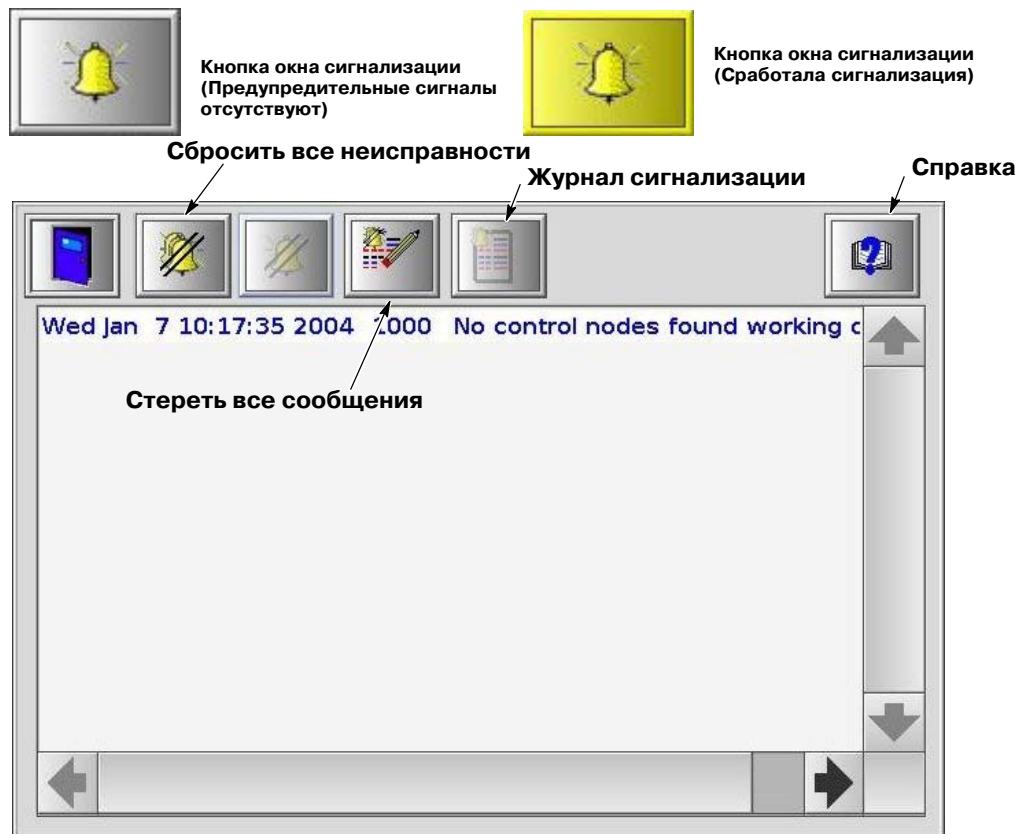 Кнопка окна сигнализации
(Предупредительные сигналы
отсутствуют)
Кнопка окна сигнализации
(Сработала сигнализация)
Сбросить все неисправности
Журнал сигнализации
Справка
Wed Jan 7 10:17:35 2004 1000 No control nodes found working c
Стереть все сообщения